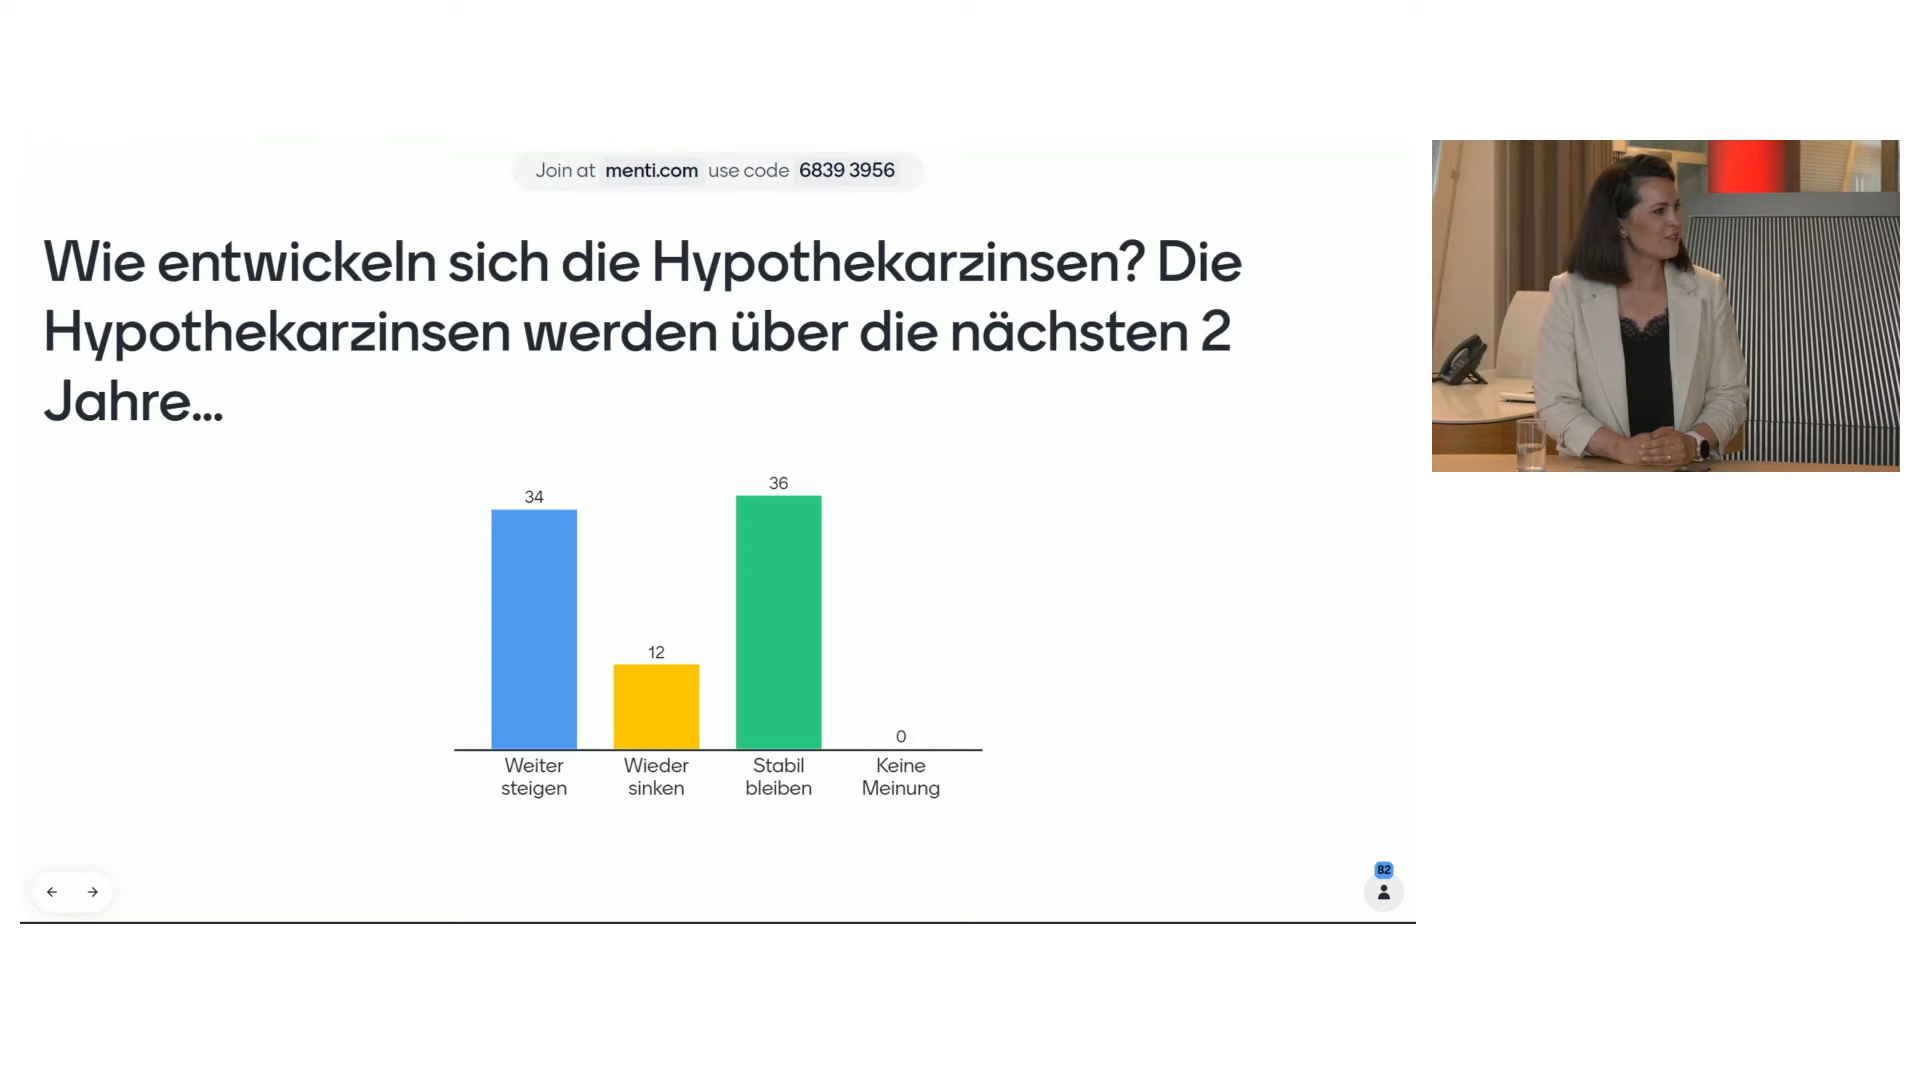 Join at menti.com use code 6839 3956
Wie entwickeln sich die Hypothekarzinsen? Die
Hypothekarzinsen werden über die nächsten 2
Jahre...
34
12
36
0
Weiter
steigen
Wieder
sinken
Stabil
bleiben
Keine
Meinung
82